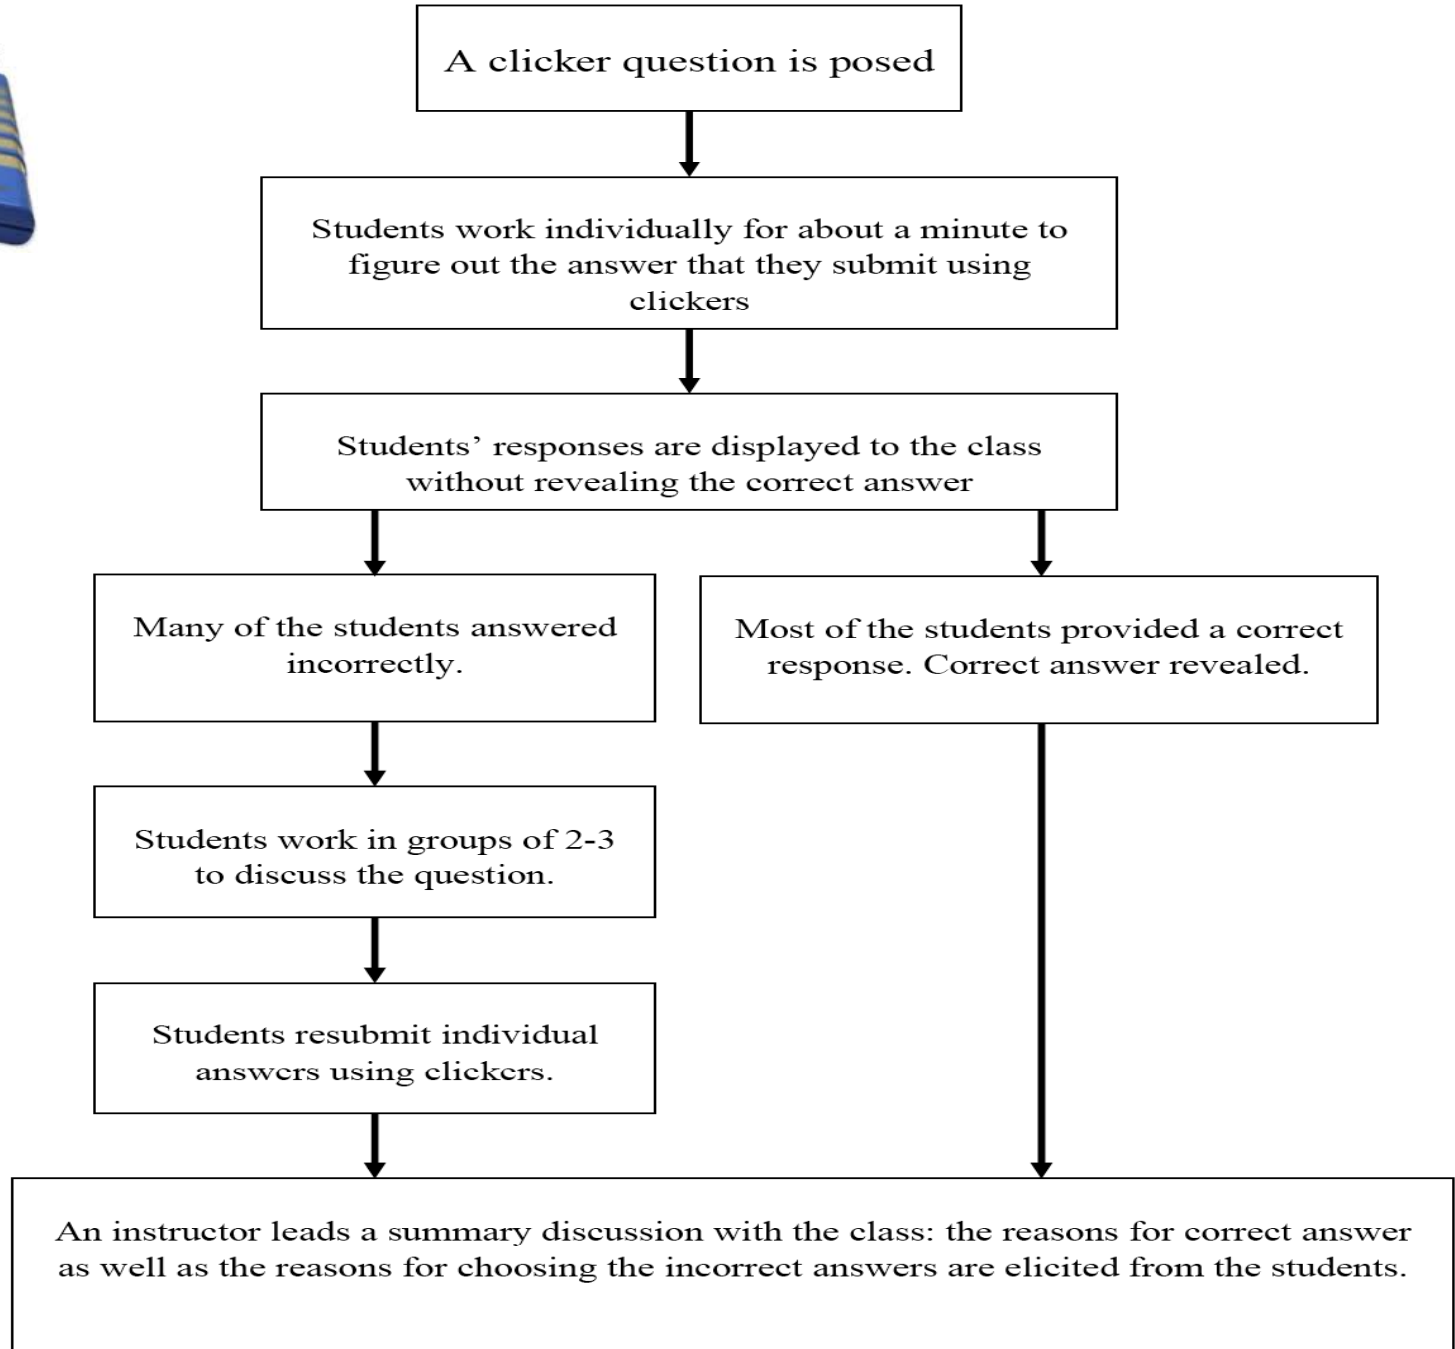 A clicker question is posed
Students work individually for about a minute to
figure out the answer that they submit using
clickers
Students’ responses are displayed to the class
without revealing the correct answer
Many of the students answered
incorrectly.
Most of the students provided a correct
response. Correct answer revealed.
Students work in groups of 2-3
to discuss the question.
Students resubmit individual
answers using clickers.
An instructor leads a summary discussion with the class: the reasons for correct answer
as well as the reasons for choosing the incorrect answers are elicited from the students.